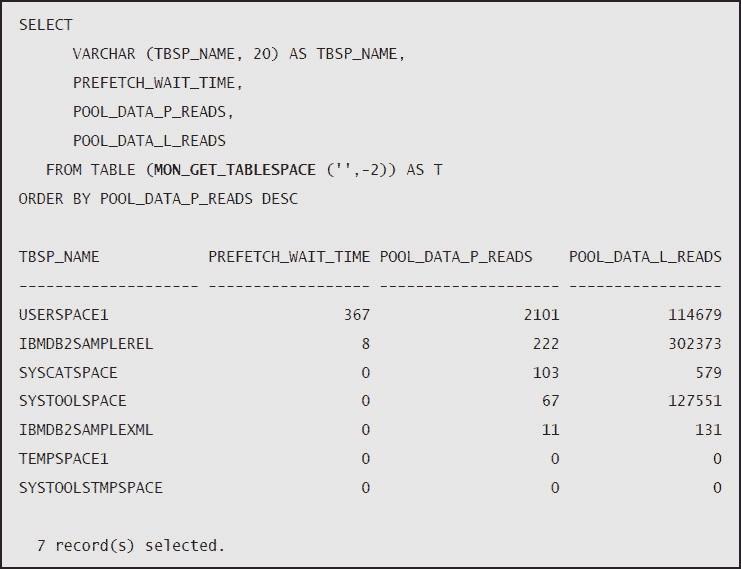 SELECT
VARCHAR (TBSP_NAME, 20) AS TBSP_NAME,
PREFETCH_WAIT_TIME,
POOL_DATA_P_READS,
POOL_DATA_L_READS
FROM TABLE (MON_GET_TABLESPACE ('',-2)) AS T
ORDER BY POOL_DATA_P_READS DESC
TBSP_NAME PREFETCH_WAIT_TIME POOL_DATA_P_READS POOL_DATA_L_READS
-------------------- ------------------ -------------------- -----------------
USERSPACE1 367 2101 114679
IBMDB2SAMPLEREL 8 222 302373
SYSCATSPACE 0 103 579
SYSTOOLSPACE 0 67 127551
IBMDB2SAMPLEXML 0 11 131
TEMPSPACE1 0 0 0
SYSTOOLSTMPSPACE 0 0 0
7 record(s) selected.